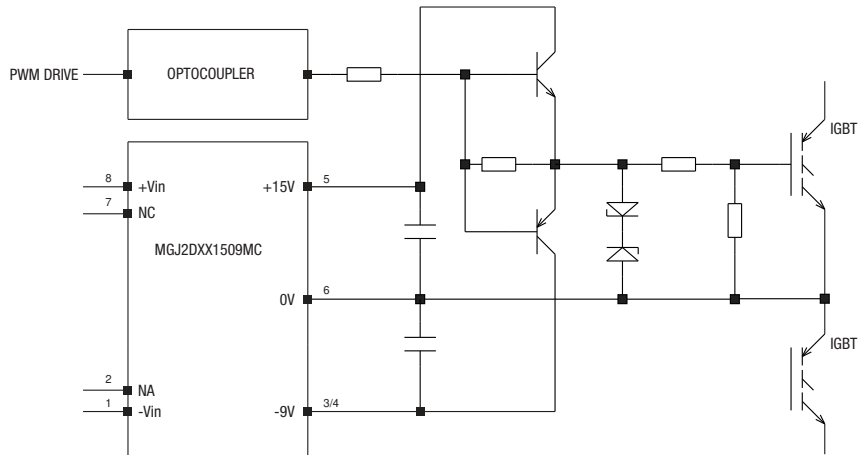 PWM DRIVE
OPTOCOUPLER
IGBT
8
+Vin
+15V
5
7
NC
MGJ2DXX1509MC
0V
6
IGBT
2
NA
1
-Vin
-9V
3/4